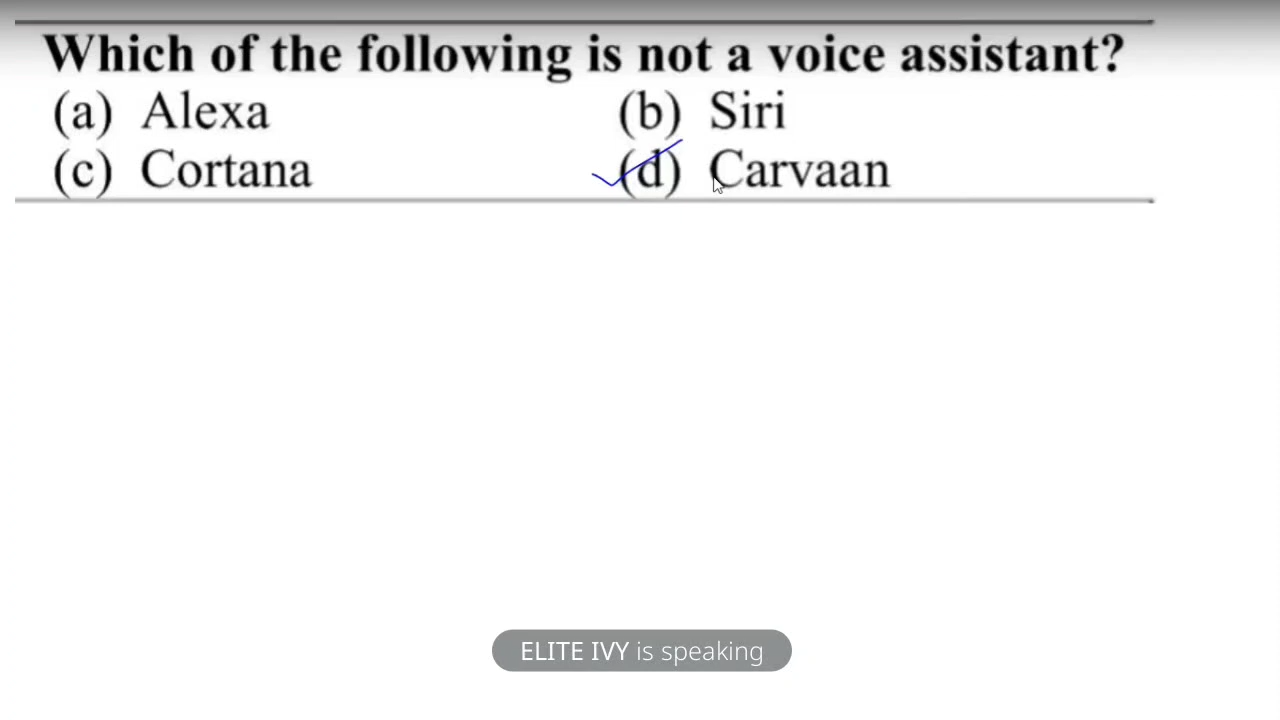 Which of the following is not a voice assistant?
(a) Alexa (b) Siri
(c) Cortana (d) Carvaan
ELITE IVY is speaking